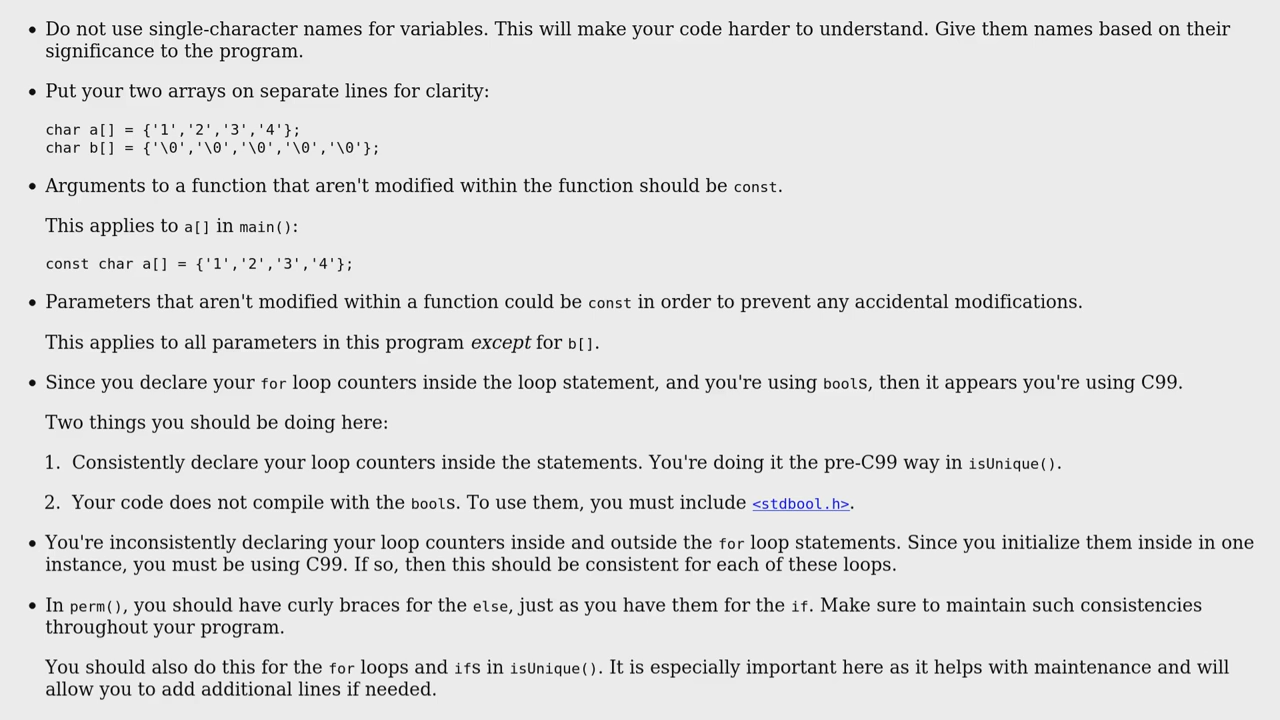 • Do not use single-character names for variables. This will make your code harder to understand. Give them names based on their
significance to the program.
• Put your two arrays on separate lines for clarity:
char a[] = {'1','2','3','4'};
char b[] = {'\0','\0','\0','\0','\0'};
• Arguments to a function that aren't modified within the function should be const.
This applies to a[] in main():
const char a[] = {'1','2','3','4'};
• Parameters that aren't modified within a function could be const in order to prevent any accidental modifications.
This applies to all parameters in this program except for b[].
• Since you declare your for loop counters inside the loop statement, and you're using bools, then it appears you're using C99.
Two things you should be doing here:
1. Consistently declare your loop counters inside the statements. You're doing it the pre-C99 way in isUnique().
2. Your code does not compile with the bools. To use them, you must include <stdbool.h>.
• You're inconsistently declaring your loop counters inside and outside the for loop statements. Since you initialize them inside in one
instance, you must be using C99. If so, then this should be consistent for each of these loops.
• In perm(), you should have curly braces for the else, just as you have them for the if. Make sure to maintain such consistencies
throughout your program.
You should also do this for the for loops and ifs in isUnique(). It is especially important here as it helps with maintenance and will
allow you to add additional lines if needed.